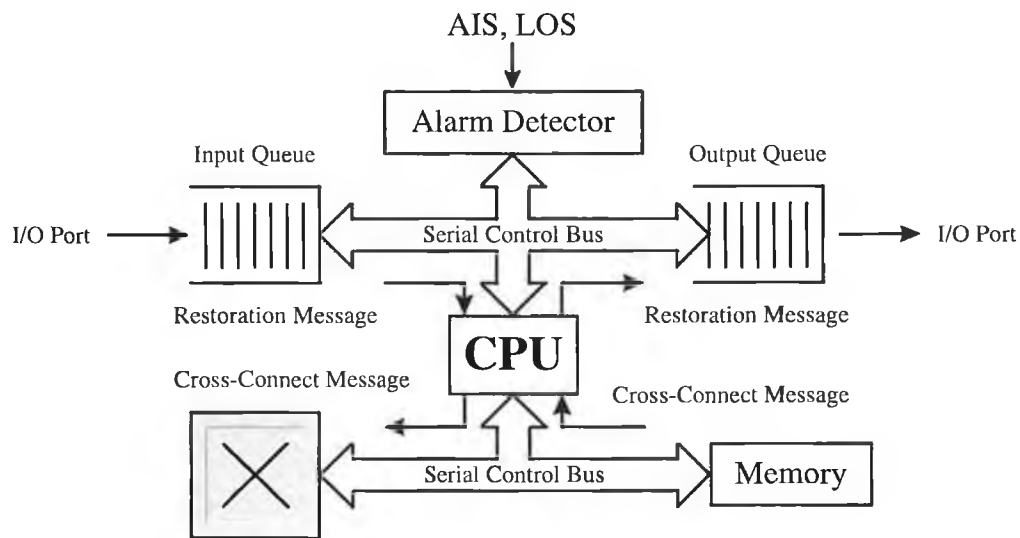 AIS, LOS
Alarm Detector
Input Queue
Output Queue
I/O Port
Serial Control Bus
I/O Port
Restoration Message
Restoration Message
CPU
Cross-Connect Message
Cross-Connect Message
Serial Control Bus
Memory